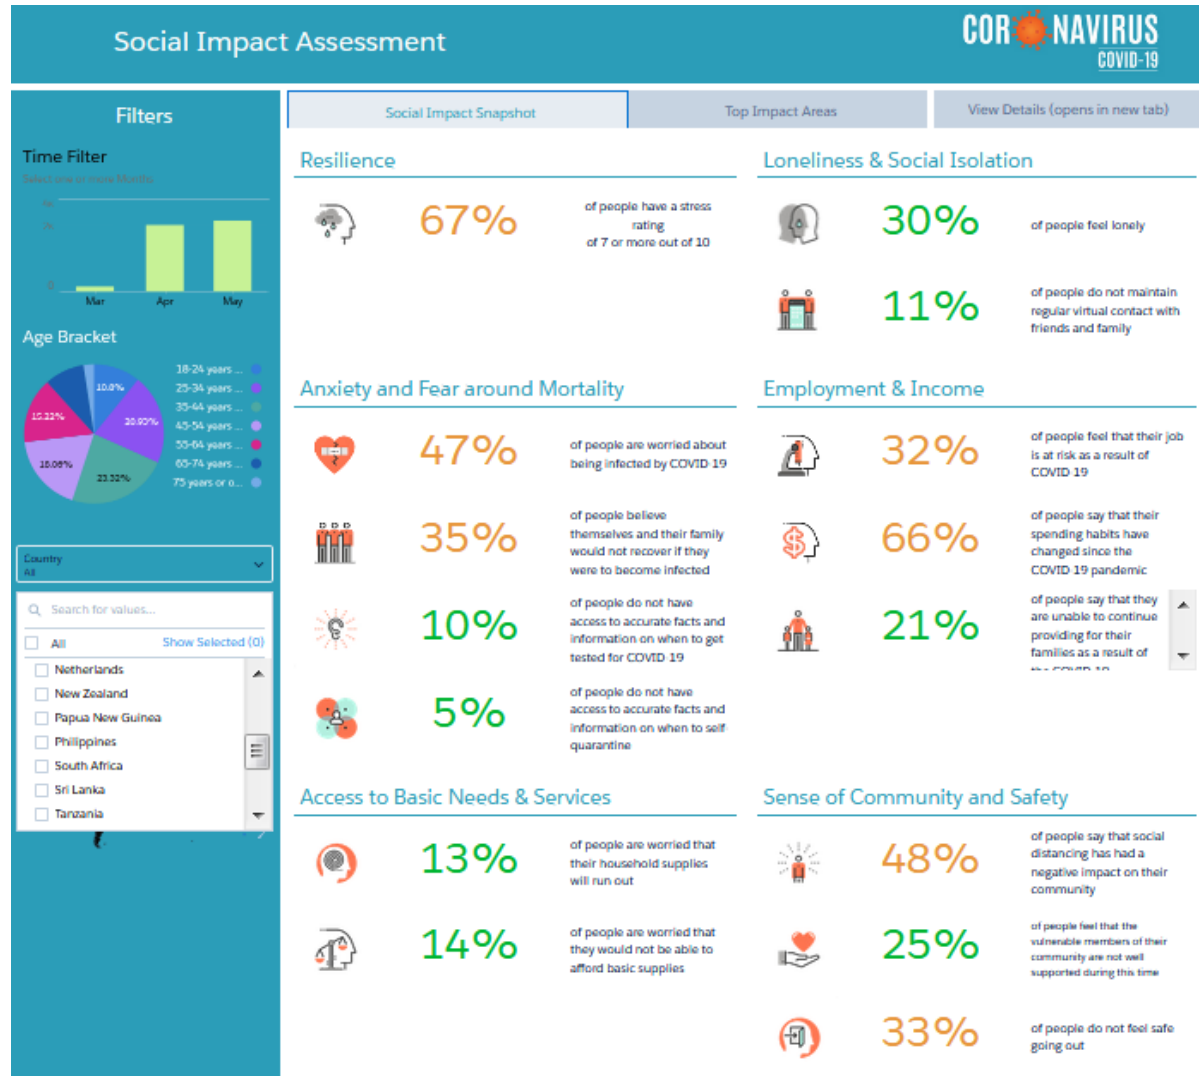 Social Impact Assessment
CORONAVIRUS
COVID-19
Filters
Time Filter
Select one or more Months
2K
0
Mar Apr May
Age Bracket
18-24 years ...
25-34 years ...
35-44 years ...
45-54 years ...
55-64 years ...
65-74 years ...
75 years or o...
10.0%
15.22%
23.32%
Country
All
Search for values...
All Show Selected (0)
Netherlands
New Zealand
Papua New Guinea
Philippines
South Africa
Sri Lanka
Tanzania
Social Impact Snapshot
Top Impact Areas
View Details (opens in new tab)
Resilience
67%
of people have a stress
rating
of 7 or more out of 10
Loneliness & Social Isolation
30%
of people feel lonely
11%
of people do not maintain
regular virtual contact with
friends and family
Anxiety and Fear around Mortality
47%
of people are worried about
being infected by COVID-19
35%
of people believe
themselves and their family
would not recover if they
were to become infected
10%
of people do not have
access to accurate facts and
information on when to get
tested for COVID-19
5%
of people do not have
access to accurate facts and
information on when to self
quarantine
Employment & Income
32%
of people feel that their job
is at risk as a result of
COVID-19
66%
of people say that their
spending habits have
changed since the
COVID-19 pandemic
21%
of people say that they
are unable to continue
providing for their
families as a result of
the COVID-19
Access to Basic Needs & Services
13%
of people are worried that
their household supplies
will run out
14%
of people are worried that
they would not be able to
afford basic supplies
Sense of Community and Safety
48%
of people say that social
distancing has had a
negative impact on their
community
25%
of people feel that the
vulnerable members of their
community are not well
supported during this time
33%
of people do not feel safe
going out